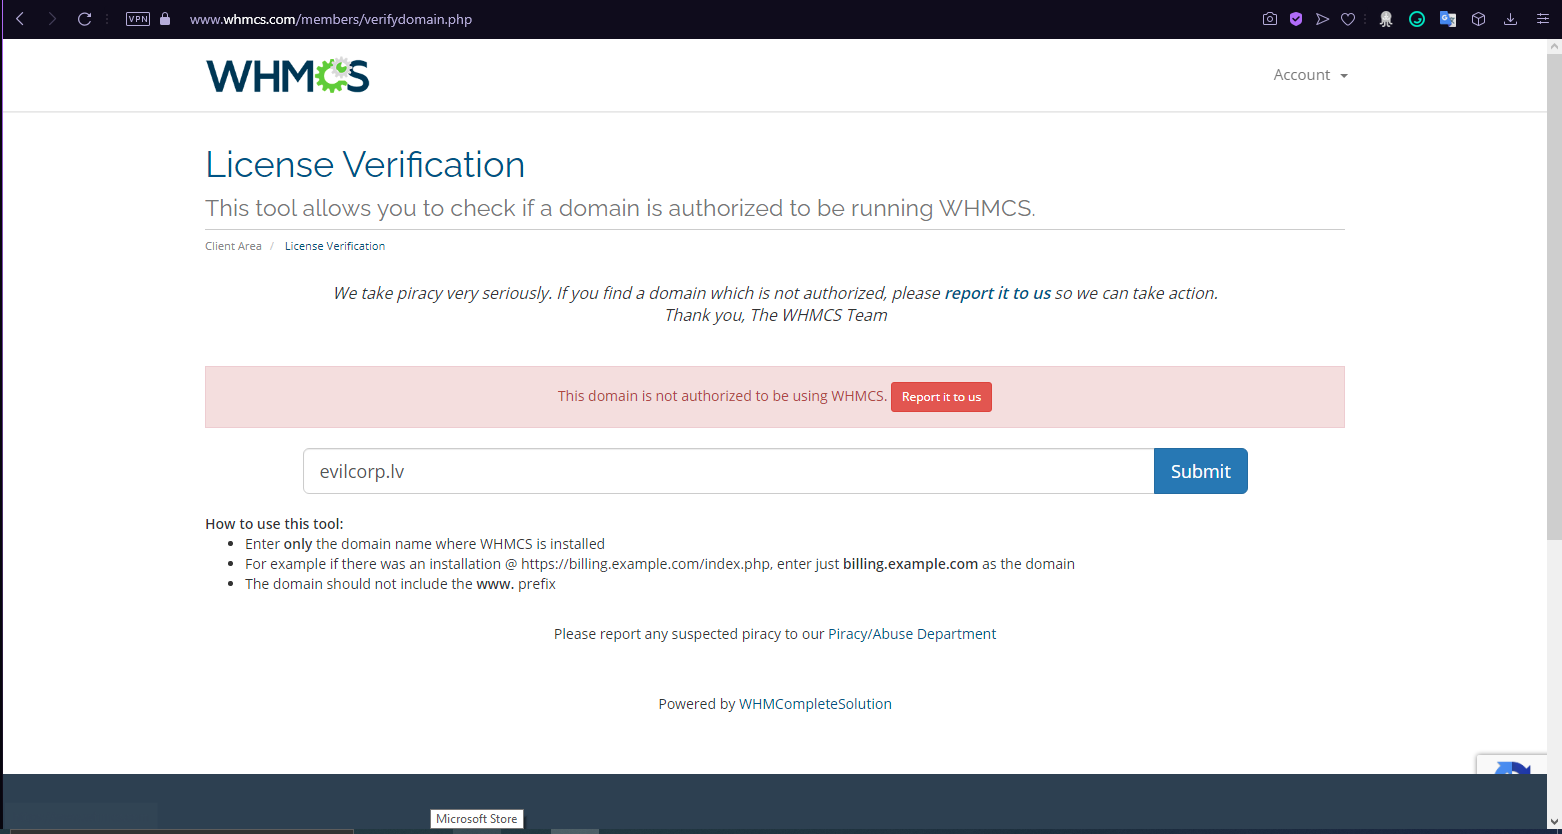 VPN
www.whmcs.com/members/verifydomain.php
WHMCS
Account
License Verification
This tool allows you to check if a domain is authorized to be running WHMCS.
Client Area / License Verification
We take piracy very seriously. If you find a domain which is not authorized, please report it to us so we can take action.
Thank you, The WHMCS Team
This domain is not authorized to be using WHMCS. Report it to us
evilcorp.lv
Submit
How to use this tool:
• Enter only the domain name where WHMCS is installed
• For example if there was an installation @ https://billing.example.com/index.php, enter just billing.example.com as the domain
• The domain should not include the www. prefix
Please report any suspected piracy to our Piracy/Abuse Department
Powered by WHMCompleteSolution
Microsoft Store